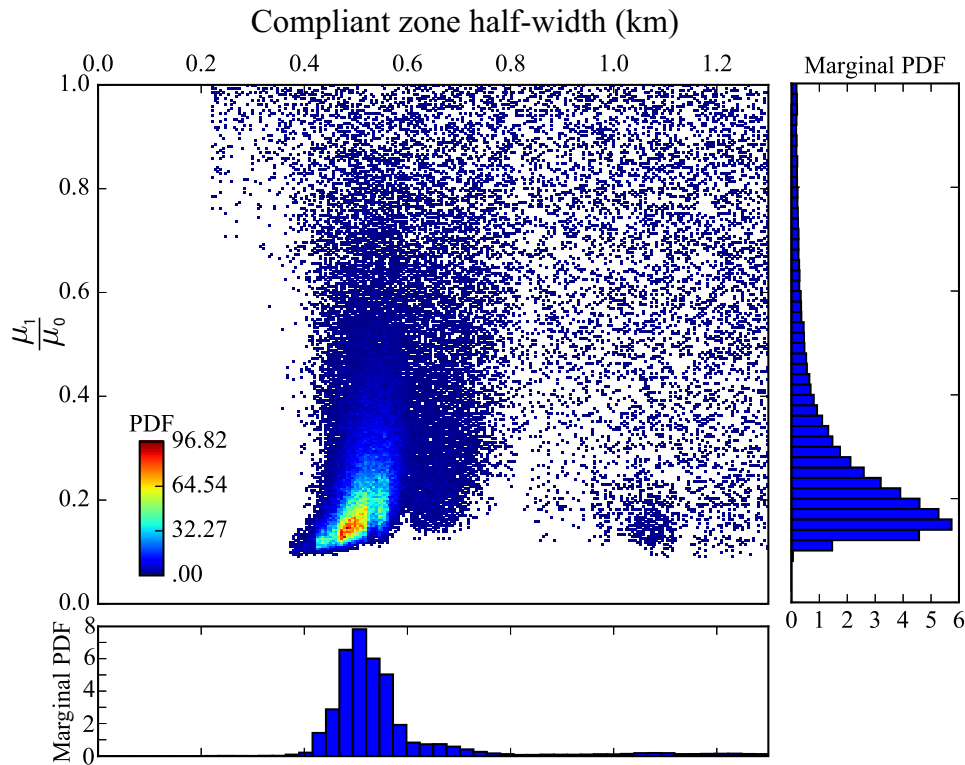 Compliant zone half-width (km)
0.0 0.2 0.4 0.6 0.8 1.0 1.2
Marginal PDF
1.0
0.8
0.6
μ1
μ0
0.4
PDF
96.82
64.54
32.27
.00
0.2
0.0
0 1 2 3 4 5 6
8
6
4
2
0
Marginal PDF